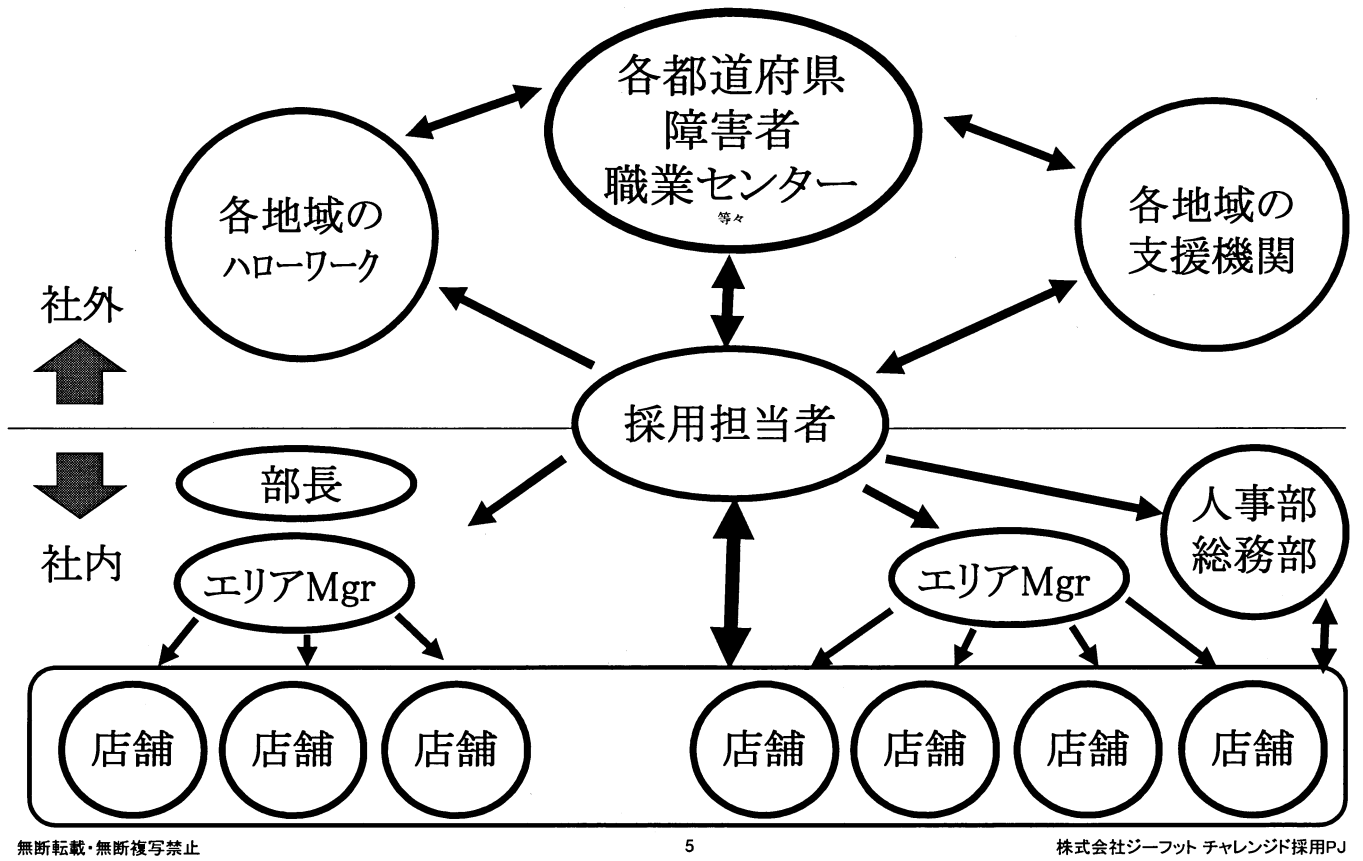 各都道府県
障害者
職業センター
等々
各地域の
ハローワーク
各地域の
支援機関
社外
採用担当者
部長
社内
エリアMgr
エリアMgr
人事部
総務部
店舗
店舗
店舗
店舗
店舗
店舗
店舗
無断転載・無断複写禁止
5
株式会社ジーフット チャレンジド採用PJ